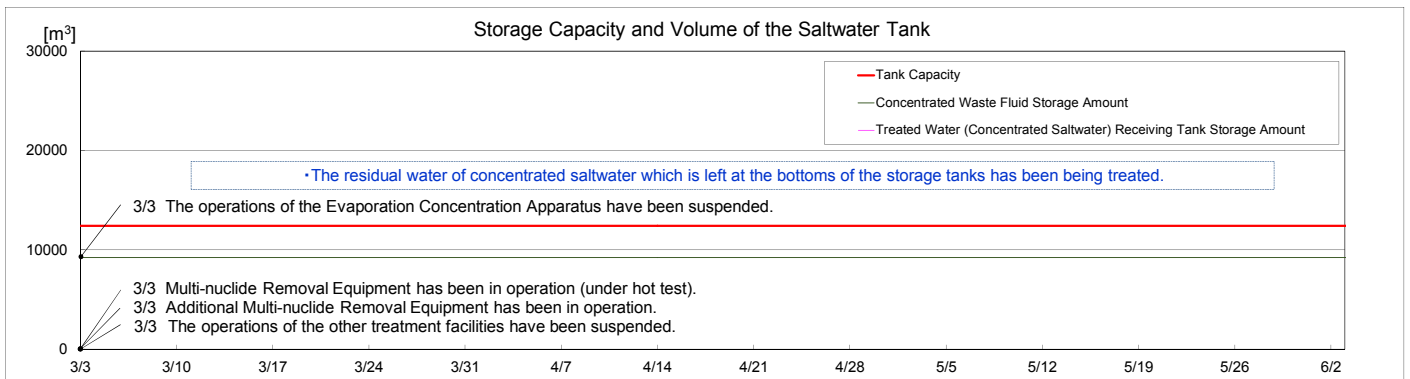 Storage Capacity and Volume of the Saltwater Tank
[m³]
30000
Tank Capacity
Concentrated Waste Fluid Storage Amount
Treated Water (Concentrated Saltwater) Receiving Tank Storage Amount
20000
・The residual water of concentrated saltwater which is left at the bottoms of the storage tanks has been being treated.
3/3 The operations of the Evaporation Concentration Apparatus have been suspended.
10000
3/3 Multi-nuclide Removal Equipment has been in operation (under hot test).
3/3 Additional Multi-nuclide Removal Equipment has been in operation.
3/3 The operations of the other treatment facilities have been suspended.
0
3/3 3/10 3/17 3/24 3/31 4/7 4/14 4/21 4/28 5/5 5/12 5/19 5/26 6/2